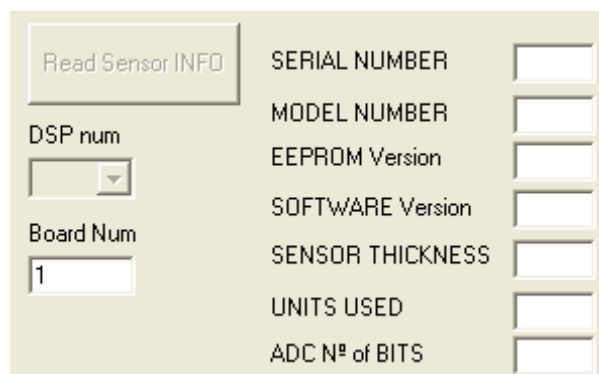 Read Sensor INFO
DSP num
Board Num
1
SERIAL NUMBER
MODEL NUMBER
EEPROM Version
SOFTWARE Version
SENSOR THICKNESS
UNITS USED
ADC Nº of BITS